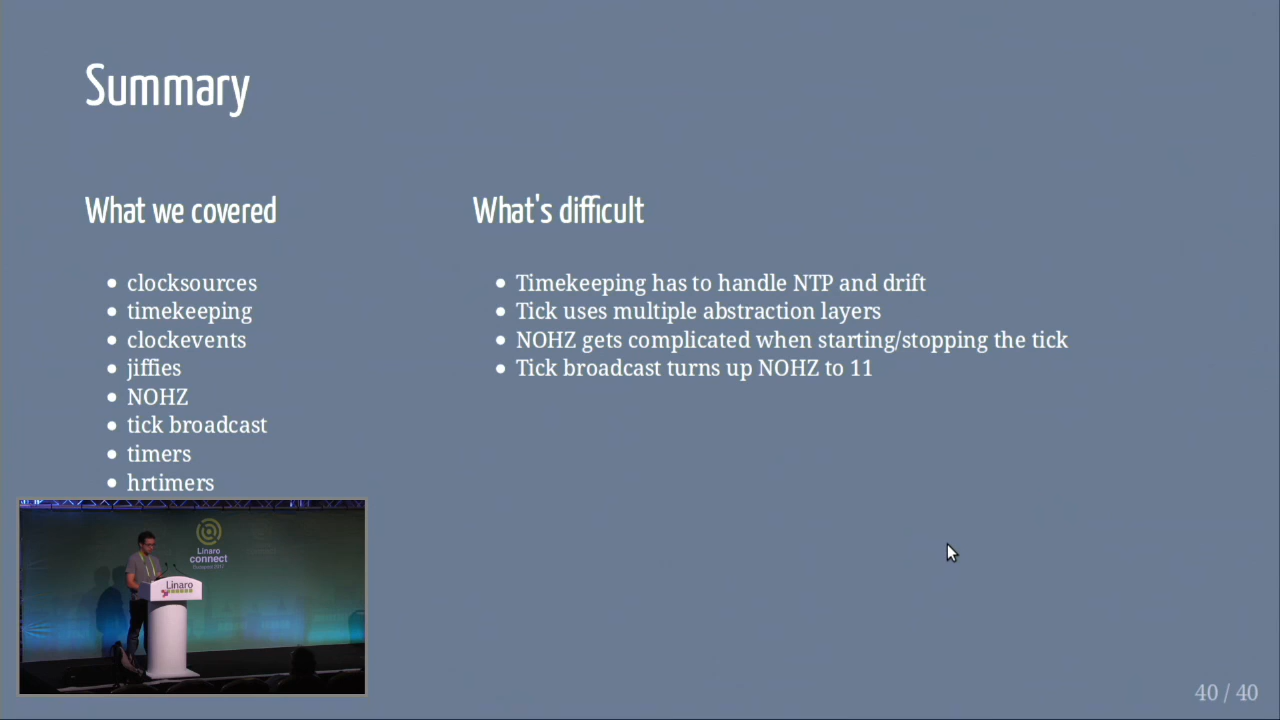 Summary
What we covered
clocksources
timekeeping
clockevents
jiffies
NOHZ
tick broadcast
timers
hrtimers
What's difficult
Timekeeping has to handle NTP and drift
Tick uses multiple abstraction layers
NOHZ gets complicated when starting/stopping the tick
Tick broadcast turns up NOHZ to 11
Linaro
connect
Budapest 2017
Linaro
40 / 40